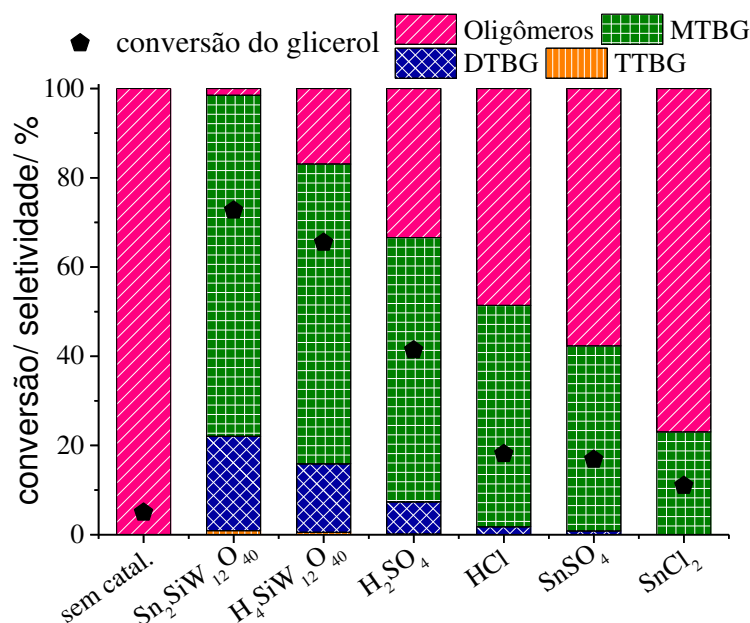 conversão do glicerol
Oligômeros MTBG
DTBG TTBG
conversão/ seletividade/ %
100
80
60
40
20
0
sem catal.
Sn₂SiW₁₂O₄₀
H₄SiW₁₂O₄₀
H₂SO₄
HCl
SnSO₄
SnCl₂